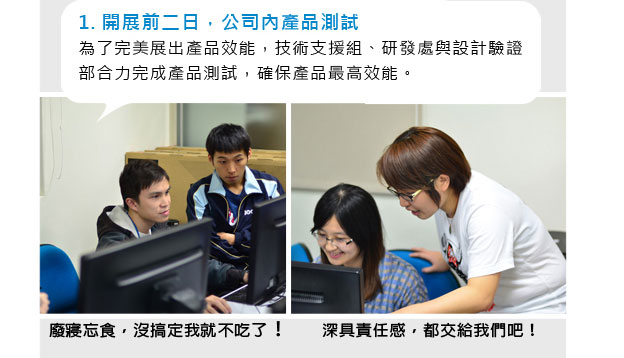 1. 開展前二日，公司內產品測試
為了完美展出產品效能，技術支援組、研發處與設計驗證
部合力完成產品測試，確保產品最高效能。
廢寢忘食，沒搞定我就不吃了！
深具責任感，都交給我們吧！